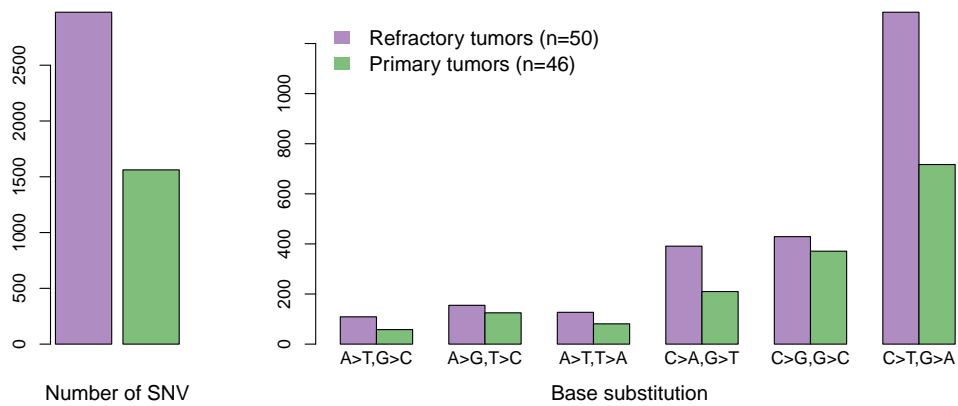 2500
2000
1500
1000
500
0
Number of SNV
Refractory tumors (n=50)
Primary tumors (n=46)
1000
800
600
400
200
0
A>T,G>C
A>G,T>C
A>T,T>A
C>A,G>T
C>G,G>C
C>T,G>A
Base substitution